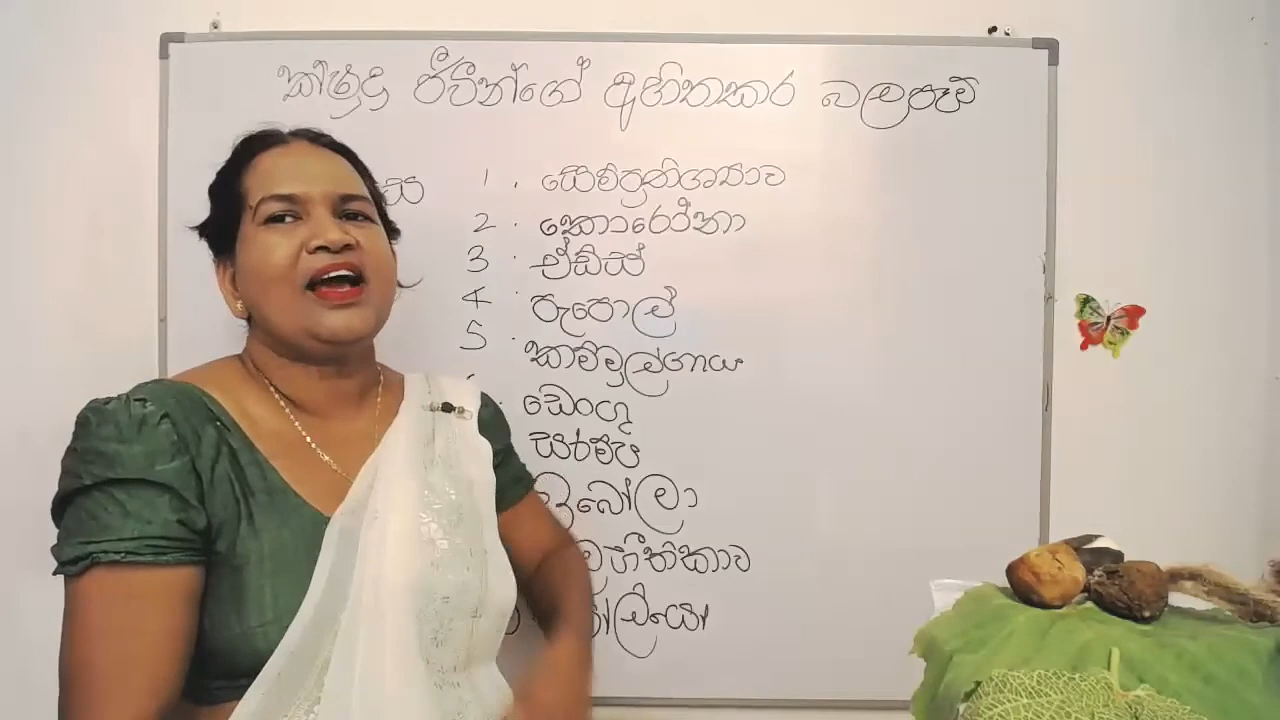 ක්ෂුද්‍ර ජීවීන්ගේ අහිතකර බලපෑම්
1. සෙම්ප්‍රතිශ්‍යාව
2. කොරෝනා
3. ඒඩ්ස්
4. පැපොල්
5. කම්මුල්ගාය
ඩෙංගු
සරම්ප